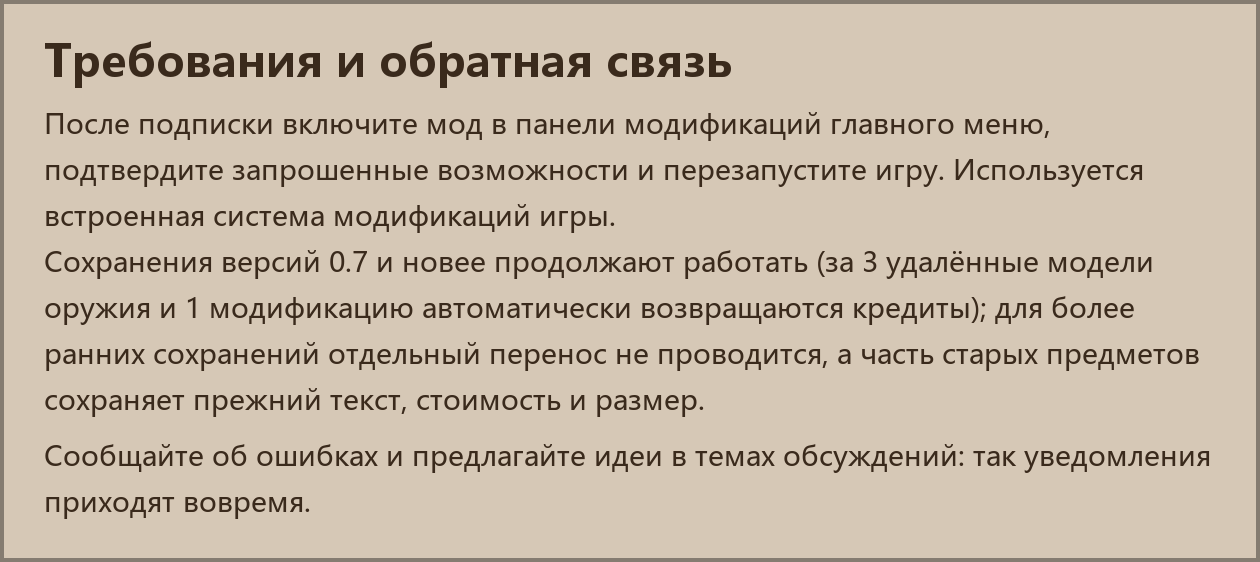 Требования и обратная связь
После подписки включите мод в панели модификаций главного меню,
подтвердите запрошенные возможности и перезапустите игру. Используется
встроенная система модификаций игры.
Сохранения версий 0.7 и новее продолжают работать (за 3 удалённые модели
оружия и 1 модификацию автоматически возвращаются кредиты); для более
ранних сохранений отдельный перенос не проводится, а часть старых предметов
сохраняет прежний текст, стоимость и размер.
Сообщайте об ошибках и предлагайте идеи в темах обсуждений: так уведомления
приходят вовремя.